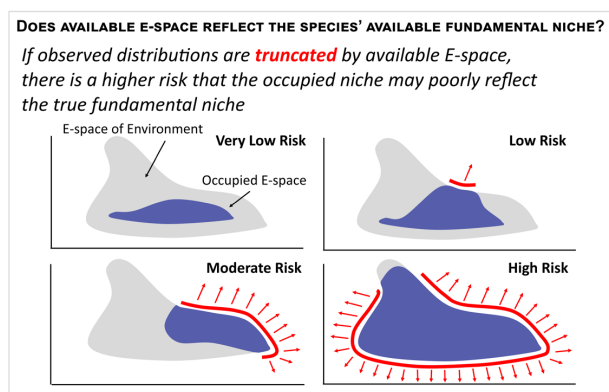 DOES AVAILABLE E-SPACE REFLECT THE SPECIES' AVAILABLE FUNDAMENTAL NICHE?
If observed distributions are truncated by available E-space,
there is a higher risk that the occupied niche may poorly reflect
the true fundamental niche
E-space of Environment
Very Low Risk
Occupied E-space
Low Risk
Moderate Risk
High Risk